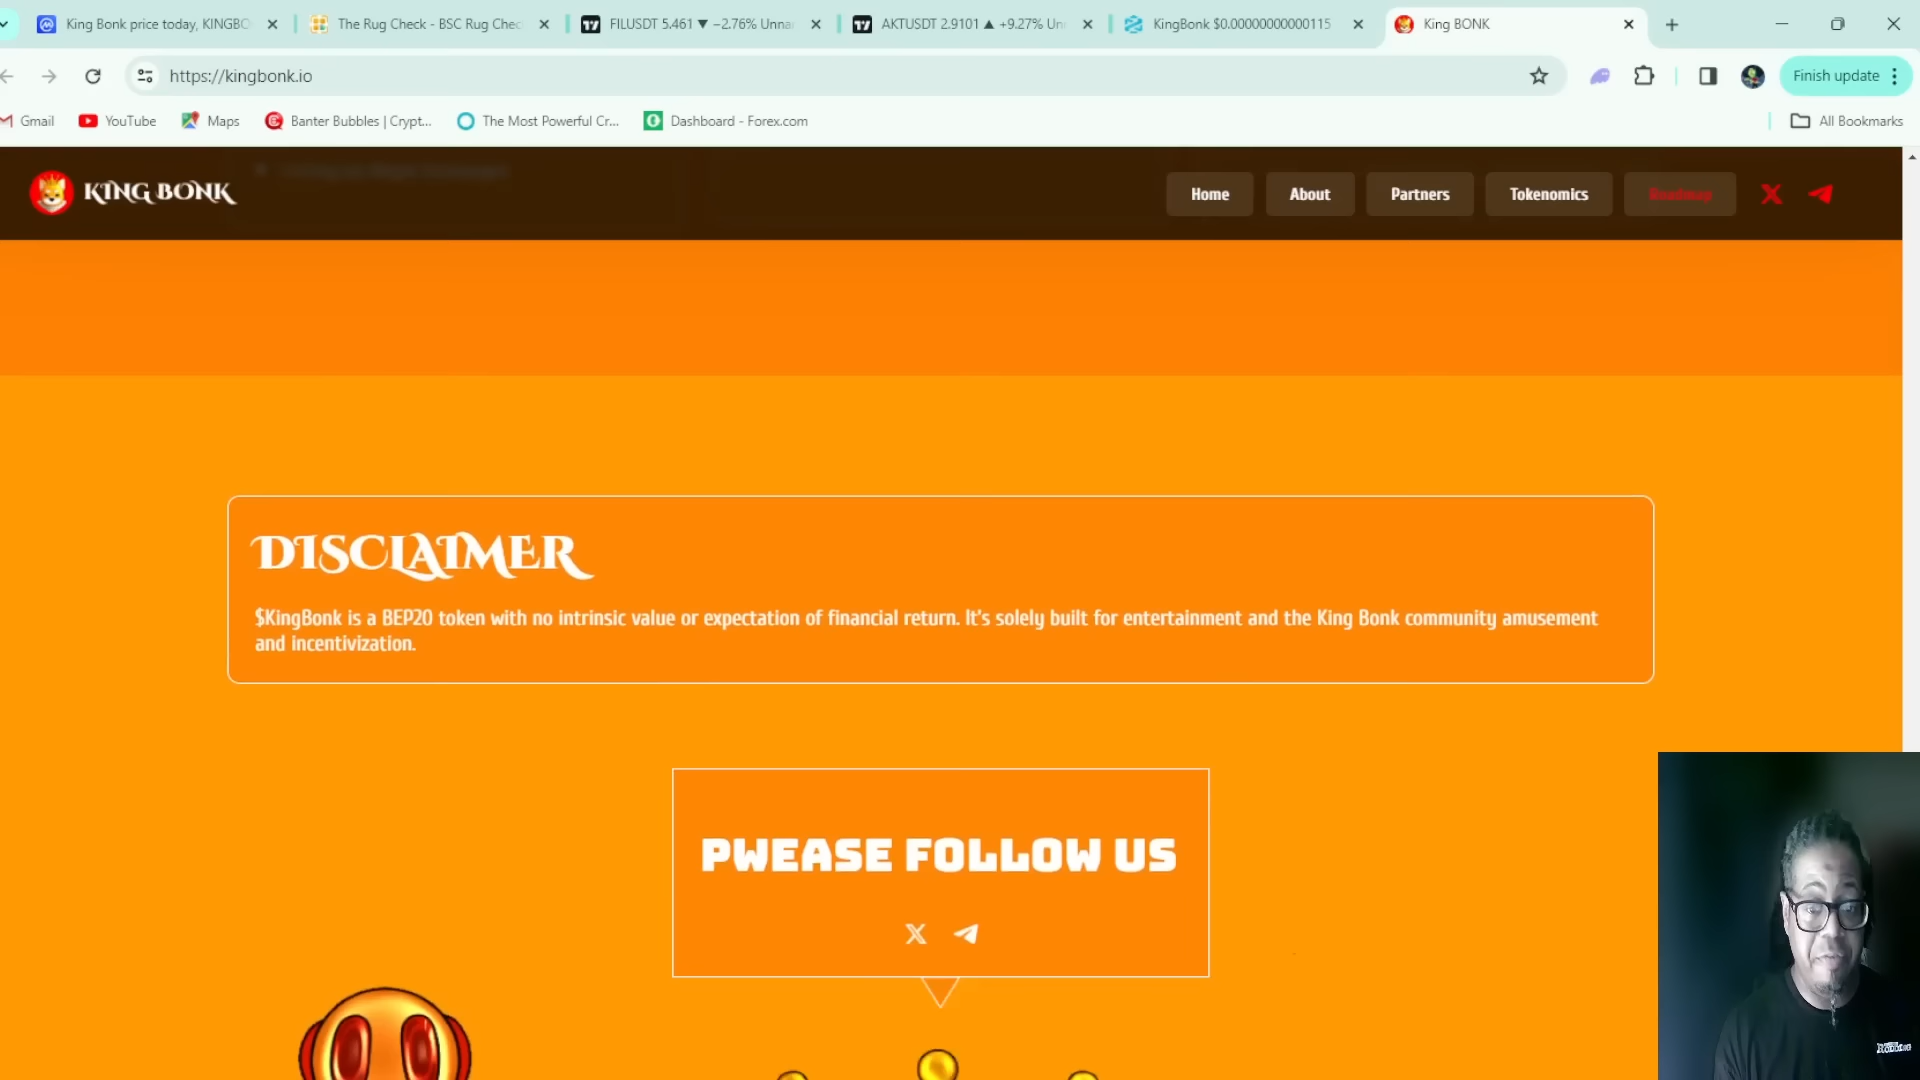 King Bonk price today, KINGBO
The Rug Check - BSC Rug Chec
FILUSDT 5.461 ▼ −2.76% Unna
AKTUSDT 2.9101 ▲ +9.27% Un
KingBonk $0.00000000000115
King BONK
https://kingbonk.io
Finish update
Gmail
YouTube
Maps
Banter Bubbles | Crypt...
The Most Powerful Cr...
Dashboard - Forex.com
All Bookmarks
KING BONK
Home
About
Partners
Tokenomics
Roadmap
DISCLAIMER
$KingBonk is a BEP20 token with no intrinsic value or expectation of financial return. It's solely built for entertainment and the King Bonk community amusement
and incentivization.
PWEASE FOLLOW US